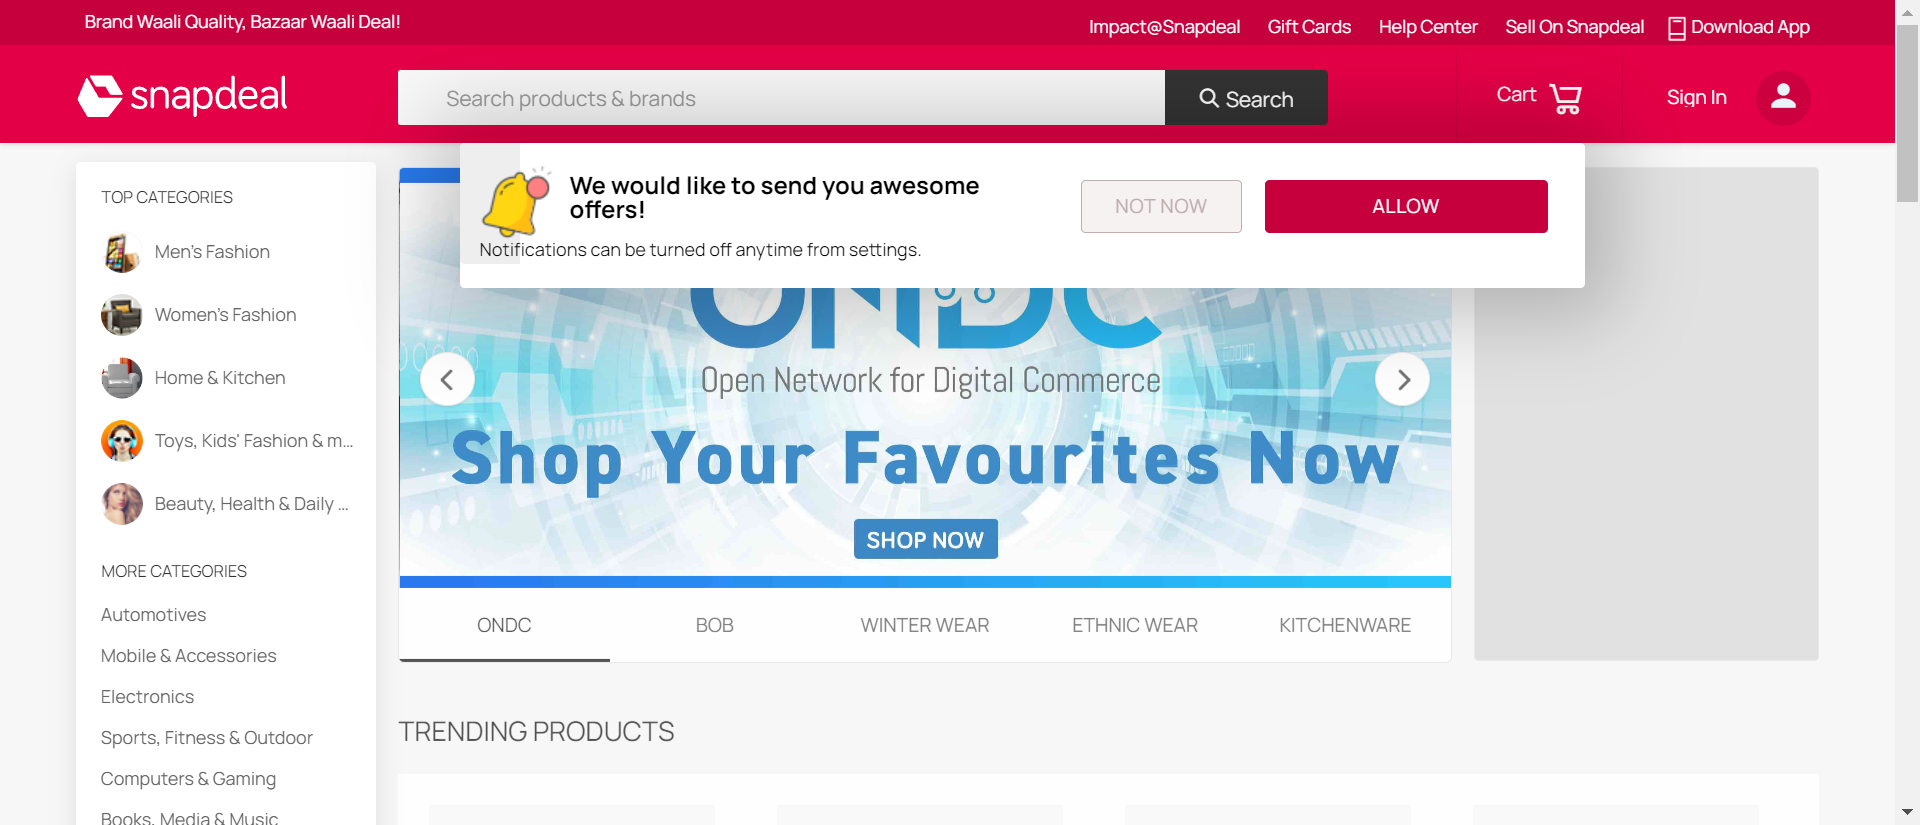 Brand Waali Quality, Bazaar Waali Deal!
Impact@Snapdeal
Gift Cards
Help Center
Sell On Snapdeal
Download App
snapdeal
Search products & brands
Search
Cart
Sign In
We would like to send you awesome
offers!
Notifications can be turned off anytime from settings.
NOT NOW
ALLOW
TOP CATEGORIES
Men's Fashion
Women's Fashion
Home & Kitchen
Toys, Kids' Fashion & m...
Beauty, Health & Daily ...
MORE CATEGORIES
Automotives
Mobile & Accessories
Electronics
Sports, Fitness & Outdoor
Computers & Gaming
Books, Media & Music
ONDC
Open Network for Digital Commerce
Shop Your Favourites Now
SHOP NOW
ONDC
BOB
WINTER WEAR
ETHNIC WEAR
KITCHENWARE
TRENDING PRODUCTS